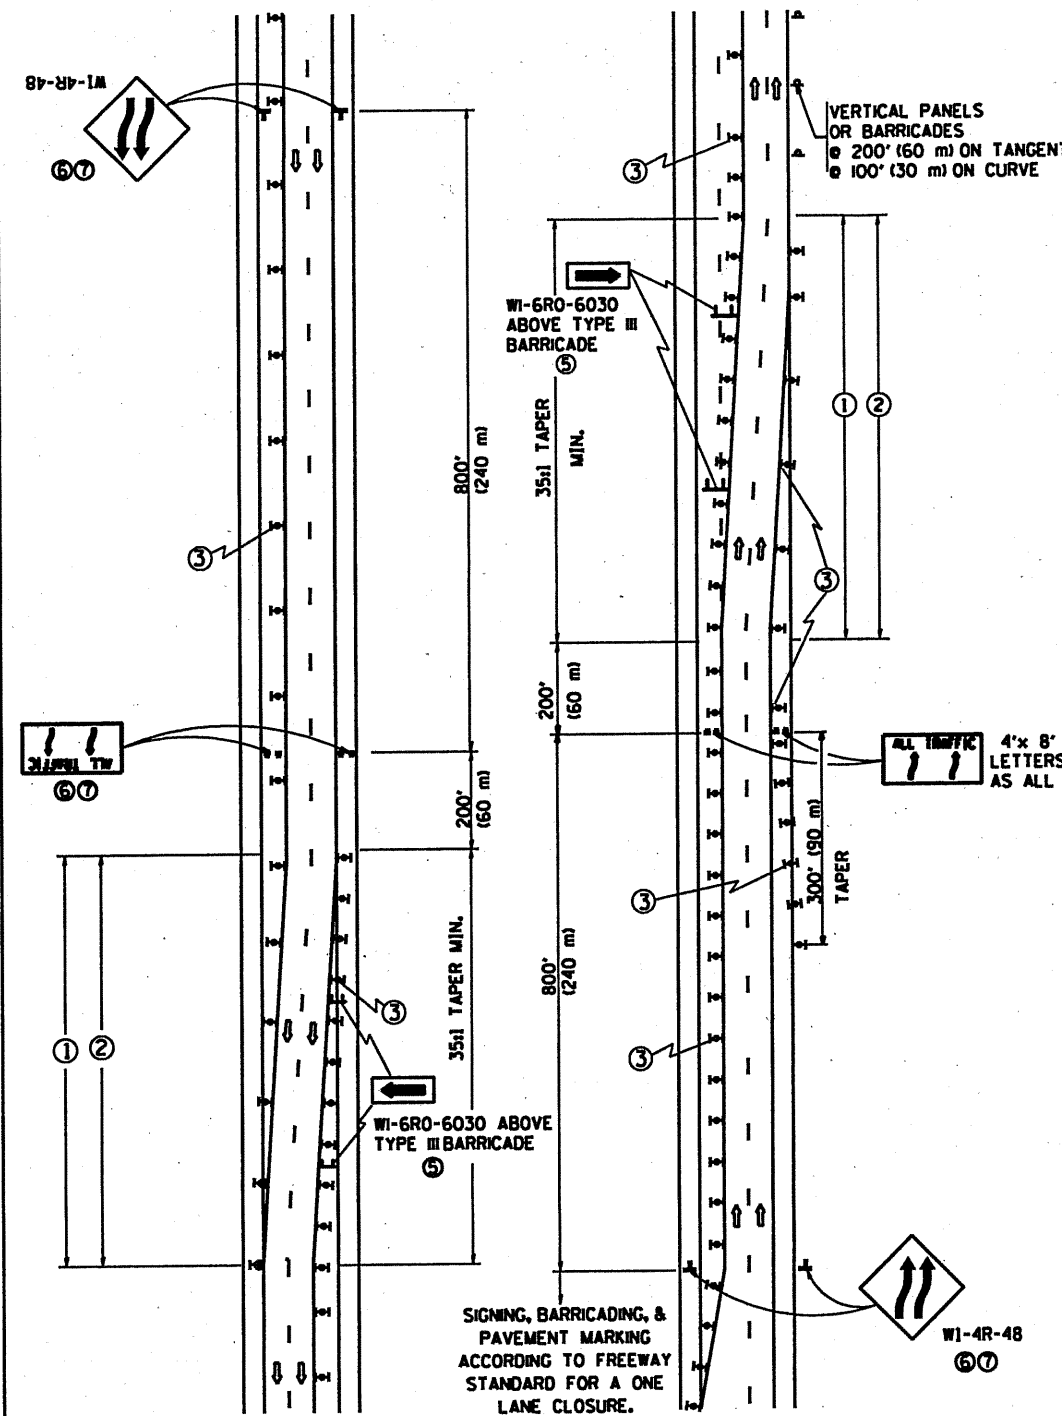 W1-4R-48
⑥⑦
③
800'
(240 m)
ALL TRAFFIC
⑥⑦
200'
(60 m)
①
②
35:1 TAPER MIN.
③
W1-6R0-6030 ABOVE
TYPE III BARRICADE
⑤
VERTICAL PANELS
OR BARRICADES
@ 200' (60 m) ON TANGENT
@ 100' (30 m) ON CURVE
③
W1-6R0-6030
ABOVE TYPE III
BARRICADE
⑤
35:1 TAPER
MIN.
①
②
③
200'
(60 m)
ALL TRAFFIC
4'x 8'
LETTERS
AS ALL
300' (90 m)
TAPER
③
800'
(240 m)
③
SIGNING, BARRICADING, &
PAVEMENT MARKING
ACCORDING TO FREEWAY
STANDARD FOR A ONE
LANE CLOSURE.
W1-4R-48
⑥⑦